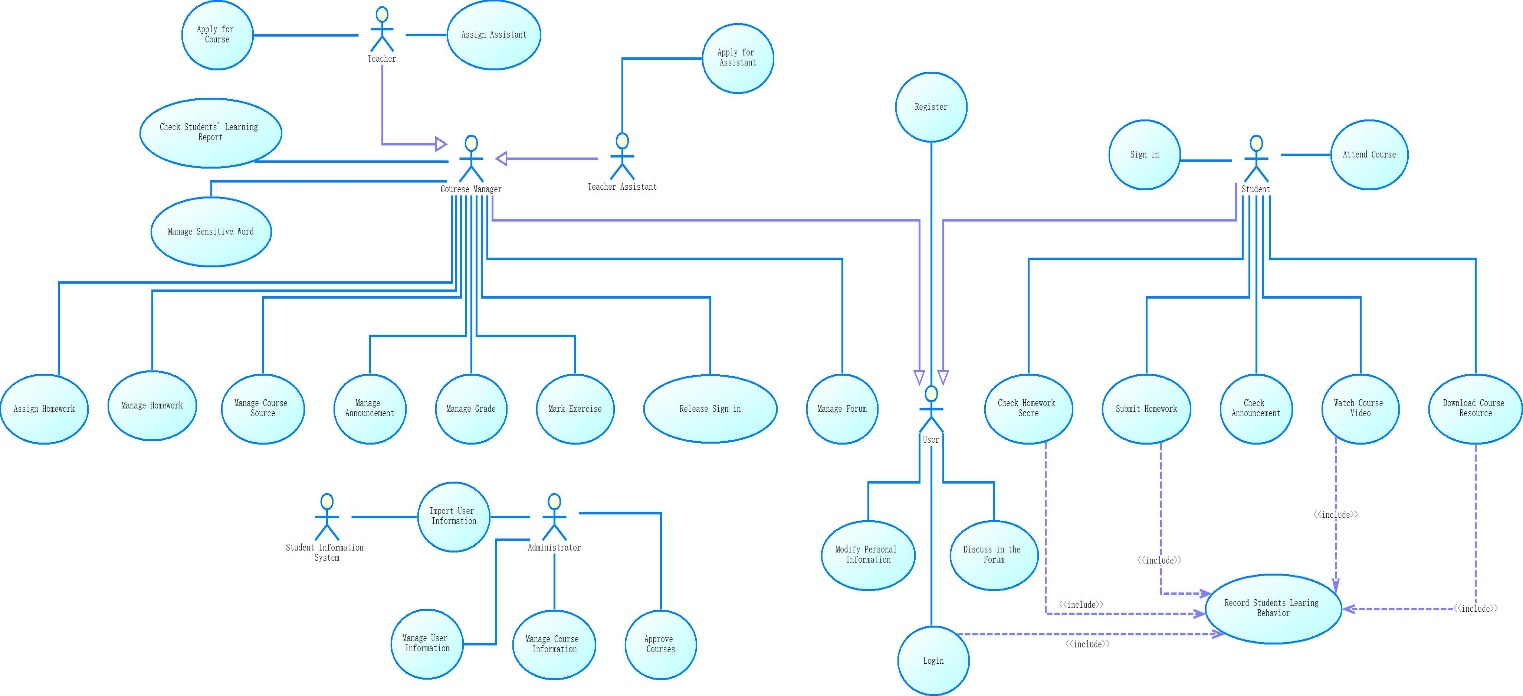 Apply for
Course
Teacher
Assign Assistant
Apply for
Assistant
Register
Check Students' Learning
Report
Courese Manager
Teacher Assistant
Sign in
Student
Attend Course
Manage Sensitive Word
Assign Homework
Manage Homework
Manage Course
Source
Manage
Announcement
Manage Grade
Mark Exercise
Release Sign in
Manage Forum
User
Check Homework
Score
Submit Homework
Check
Announcement
Watch Course
Video
Download Course
Resource
Student Information
System
Import User
Information
Administrator
<<include>>
Modify Personal
Information
Discuss in the
Forum
<<include>>
<<include>>
Record Students Learing
Behavior
<<include>>
Manage User
Information
Manage Course
Information
Approve
Courses
Login
<<include>>